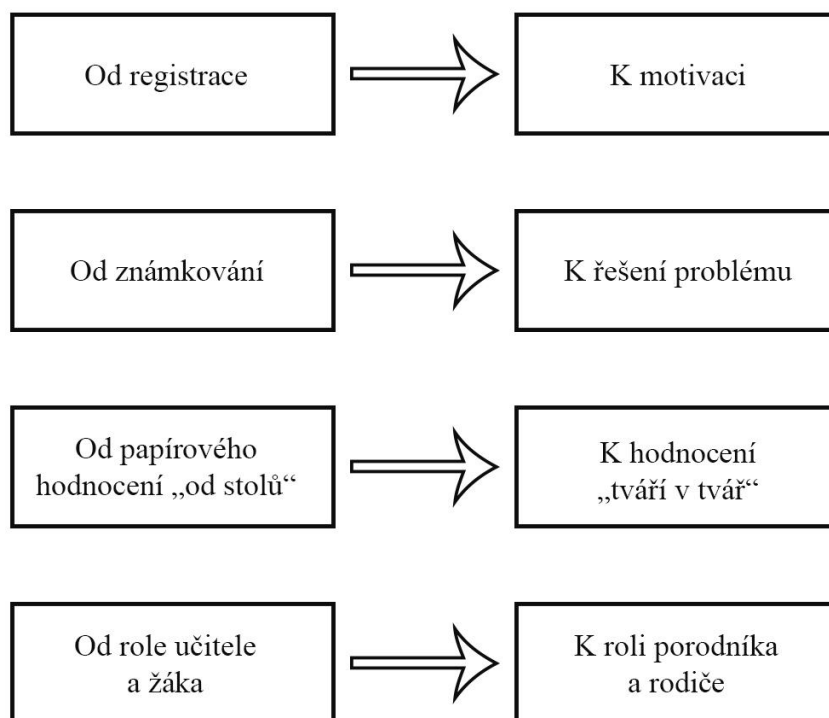 Od registrace
K motivaci
Od známkování
K řešení problému
Od papírového
hodnocení „od stolů“
K hodnocení
„tváří v tvář“
Od role učitele
a žáka
K roli porodníka
a rodiče